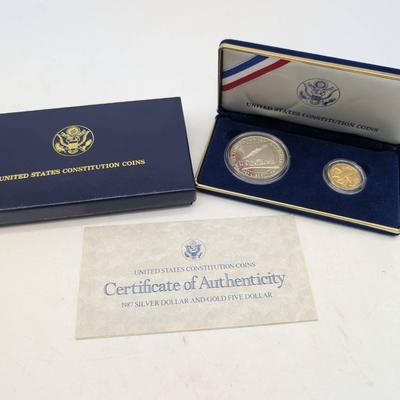 UNITED STATES CONSTITUTION COINS
UNITED STATES CONSTITUTION COINS
UNITED STATES CONSTITUTION COINS
Certificate of Authenticity
1987 SILVER DOLLAR AND GOLD FIVE DOLLAR